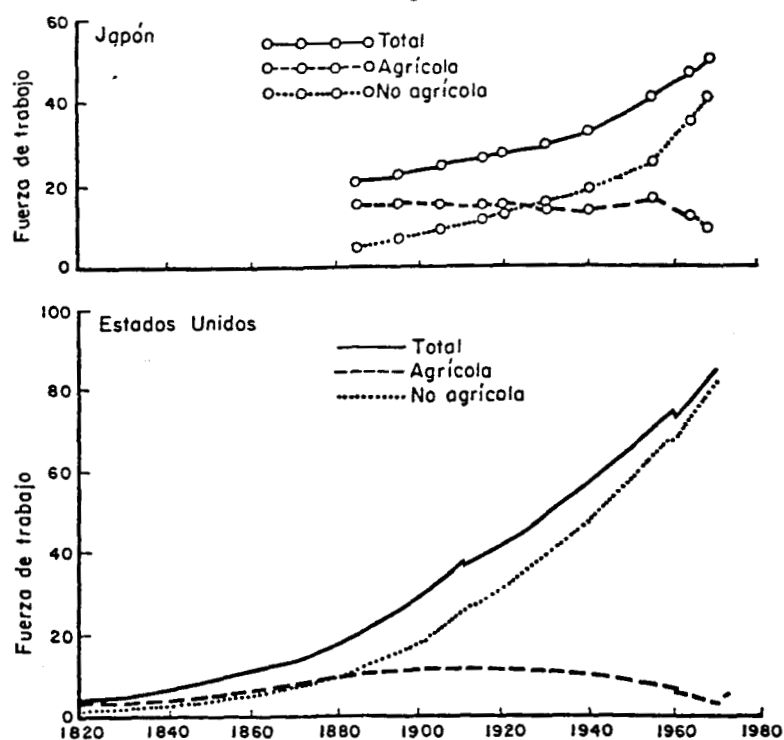 60
Japón
Total
Agrícola
No agrícola
40
20
0
Fuerza de trabajo
100
Estados Unidos
Total
Agrícola
No agrícola
80
60
40
20
0
Fuerza de trabajo
1820 1840 1860 1880 1900 1920 1940 1960 1980